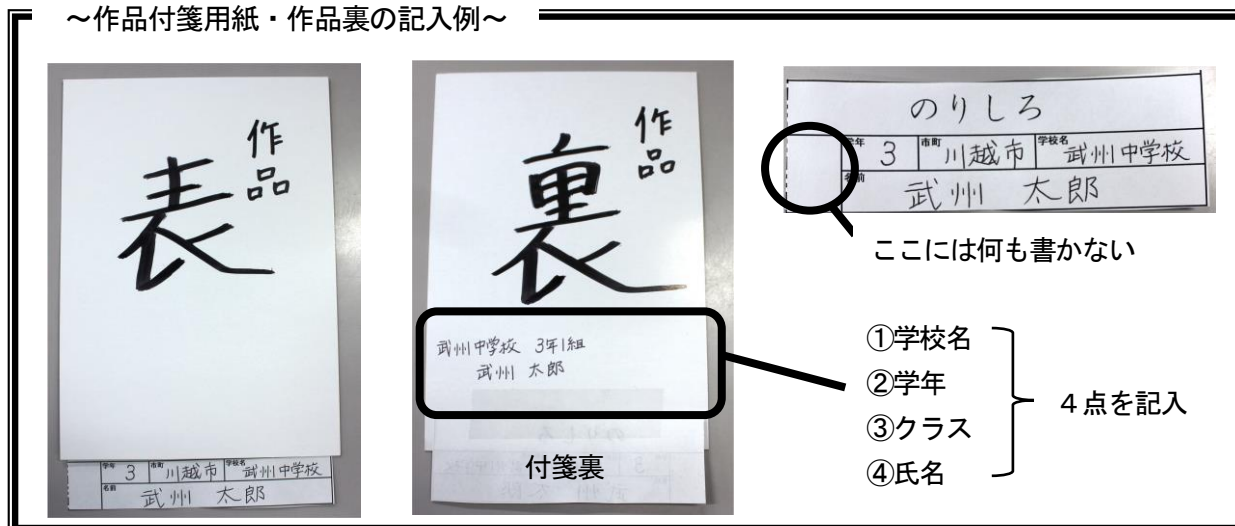 ～作品付箋用紙・作品裏の記入例～
作品
表
学年 3 市町 川越市 学校名 武州中学校
名前 武州 太郎
作品
裏
武州中学校 3年1組
武州 太郎
のりしろ
付箋裏
のりしろ
学年 3 市町 川越市 学校名 武州中学校
名前 武州 太郎
ここには何も書かない
①学校名
②学年
③クラス
④氏名
４点を記入